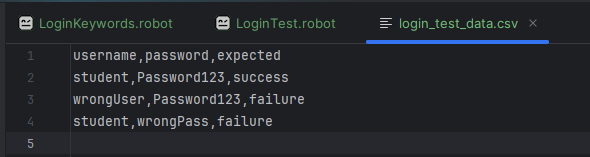 LoginKeywords.robot LoginTest.robot login_test_data.csv
1 username,password,expected
2 student,Password123,success
3 wrongUser,Password123,failure
4 student,wrongPass,failure
5